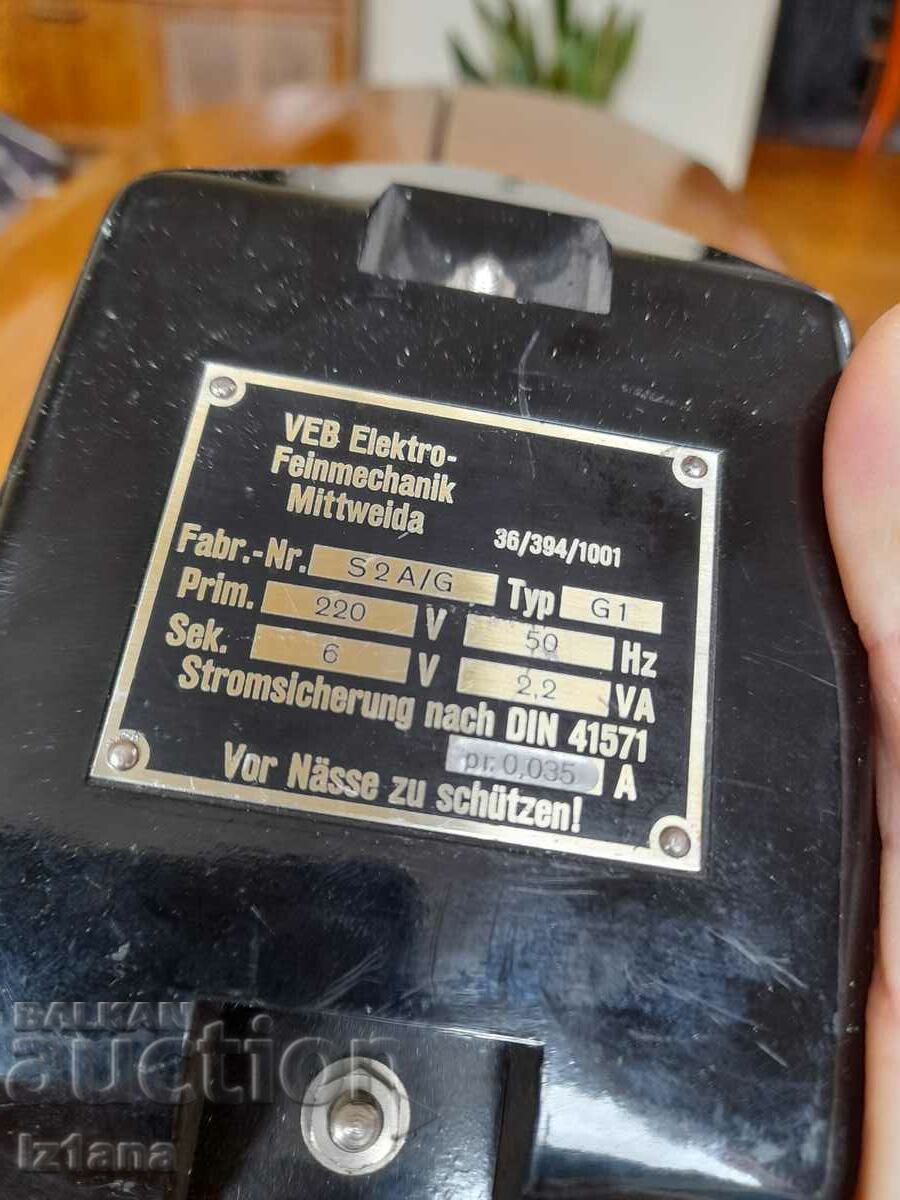 VEB Elektro-
Feinmechanik
Mittweida
36/394/1001
Fabr.-Nr. S2A/G Typ G1
Prim. 220 V 50 Hz
Sek. 6 V 2,2 VA
Stromsicherung nach DIN 41571
pr. 0,035 A
Vor Nässe zu schützen!
BALKAN
auction
Iz1ana